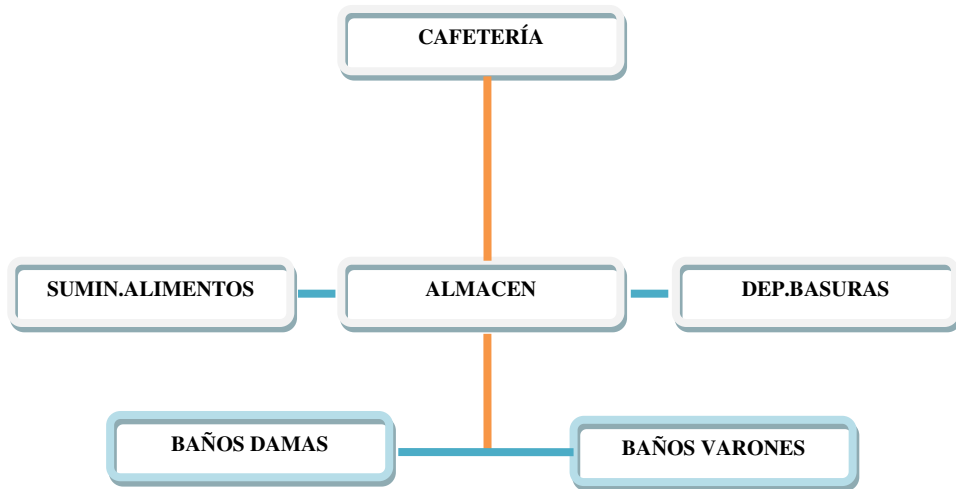 CAFETERÍA
SUMIN.ALIMENTOS
ALMACEN
DEP.BASURAS
BAÑOS DAMAS
BAÑOS VARONES